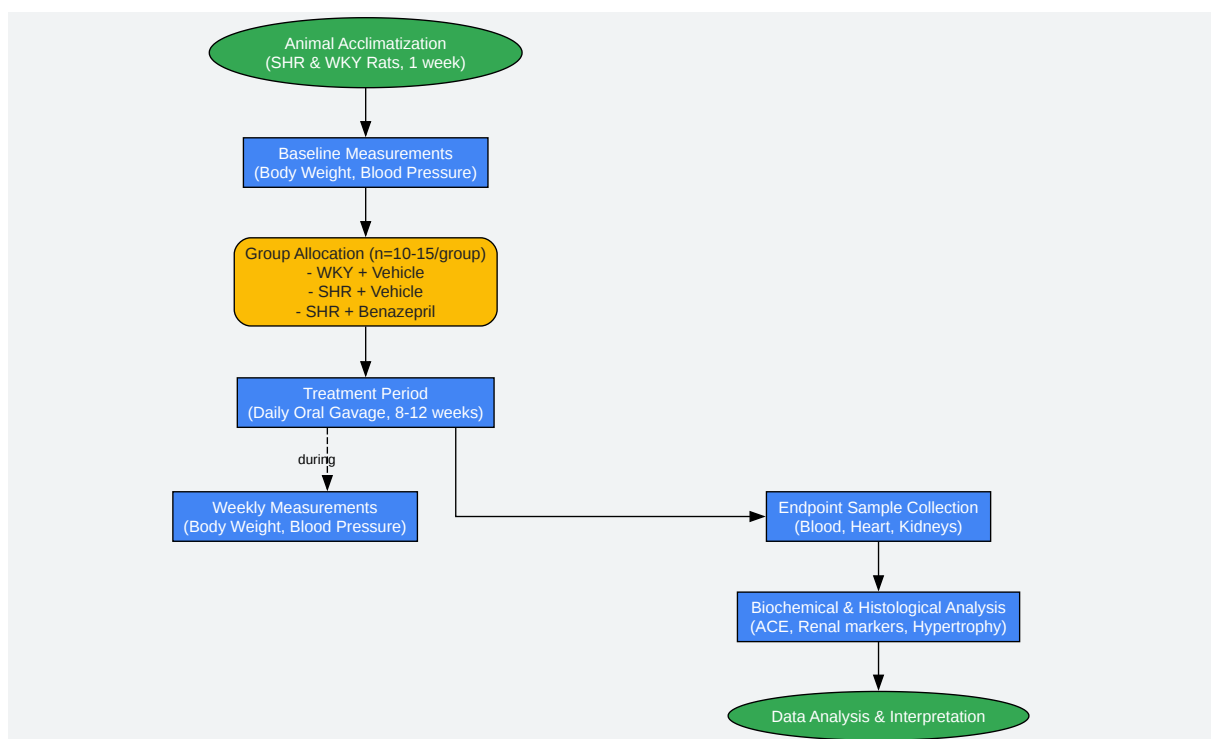 Animal Acclimatization
(SHR & WKY Rats, 1 week)
Baseline Measurements
(Body Weight, Blood Pressure)
Group Allocation (n=10-15/group)
- WKY + Vehicle
- SHR + Vehicle
- SHR + Benazepril
Treatment Period
(Daily Oral Gavage, 8-12 weeks)
during
Weekly Measurements
(Body Weight, Blood Pressure)
Endpoint Sample Collection
(Blood, Heart, Kidneys)
Biochemical & Histological Analysis
(ACE, Renal markers, Hypertrophy)
Data Analysis & Interpretation